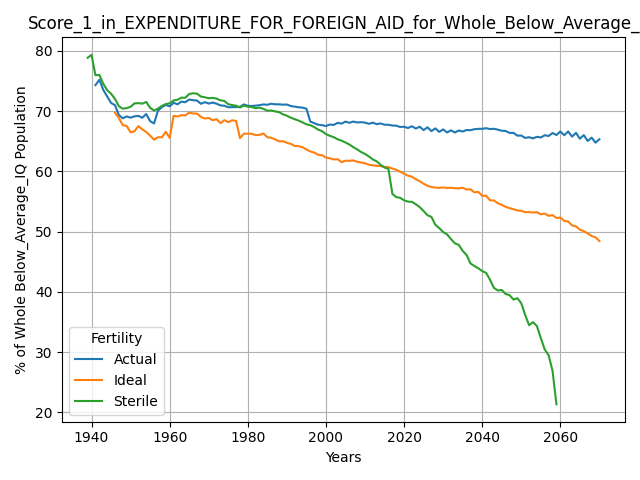 Score_1_in_EXPENDITURE_FOR_FOREIGN_AID_for_Whole_Below_Average_
80
70
60
50
40
30
20
% of Whole Below_Average_IQ Population
Fertility
Actual
Ideal
Sterile
1940 1960 1980 2000 2020 2040 2060
Years